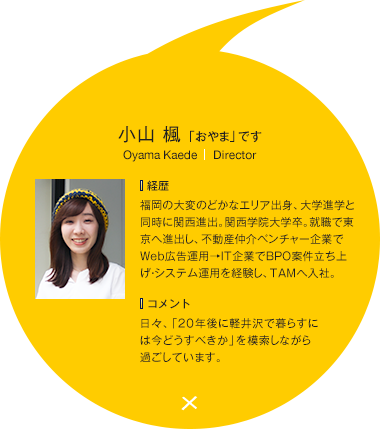 小山 楓 「おやま」です
Oyama Kaede | Director
経歴
福岡の大変のどかなエリア出身、大学進学と
同時に関西進出。関西学院大学卒。就職で東
京へ進出し、不動産仲介ベンチャー企業で
Web広告運用→IT企業でBPO案件立ち上
げ・システム運用を経験し、TAMへ入社。
コメント
日々、「20年後に軽井沢で暮らすに
は今どうすべきか」を模索しながら
過ごしています。